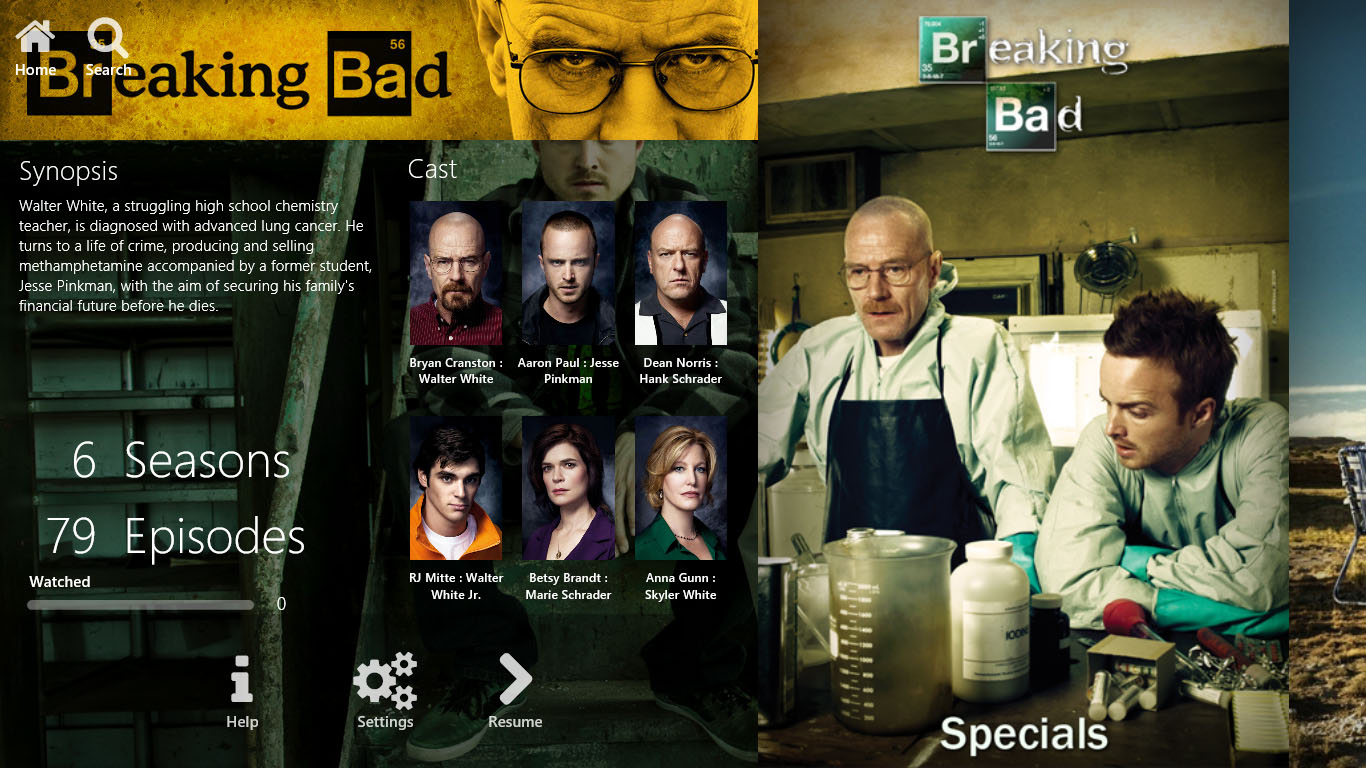 Home
Search
35
56
Breaking Bad
Synopsis
Walter White, a struggling high school chemistry
teacher, is diagnosed with advanced lung cancer. He
turns to a life of crime, producing and selling
methamphetamine accompanied by a former student,
Jesse Pinkman, with the aim of securing his family's
financial future before he dies.
6 Seasons
79 Episodes
Watched
0
Help
Settings
Resume
Cast
Bryan Cranston :
Walter White
Aaron Paul : Jesse
Pinkman
Dean Norris :
Hank Schrader
RJ Mitte : Walter
White Jr.
Betsy Brandt :
Marie Schrader
Anna Gunn :
Skyler White
Breaking
35
Bad
56
Specials